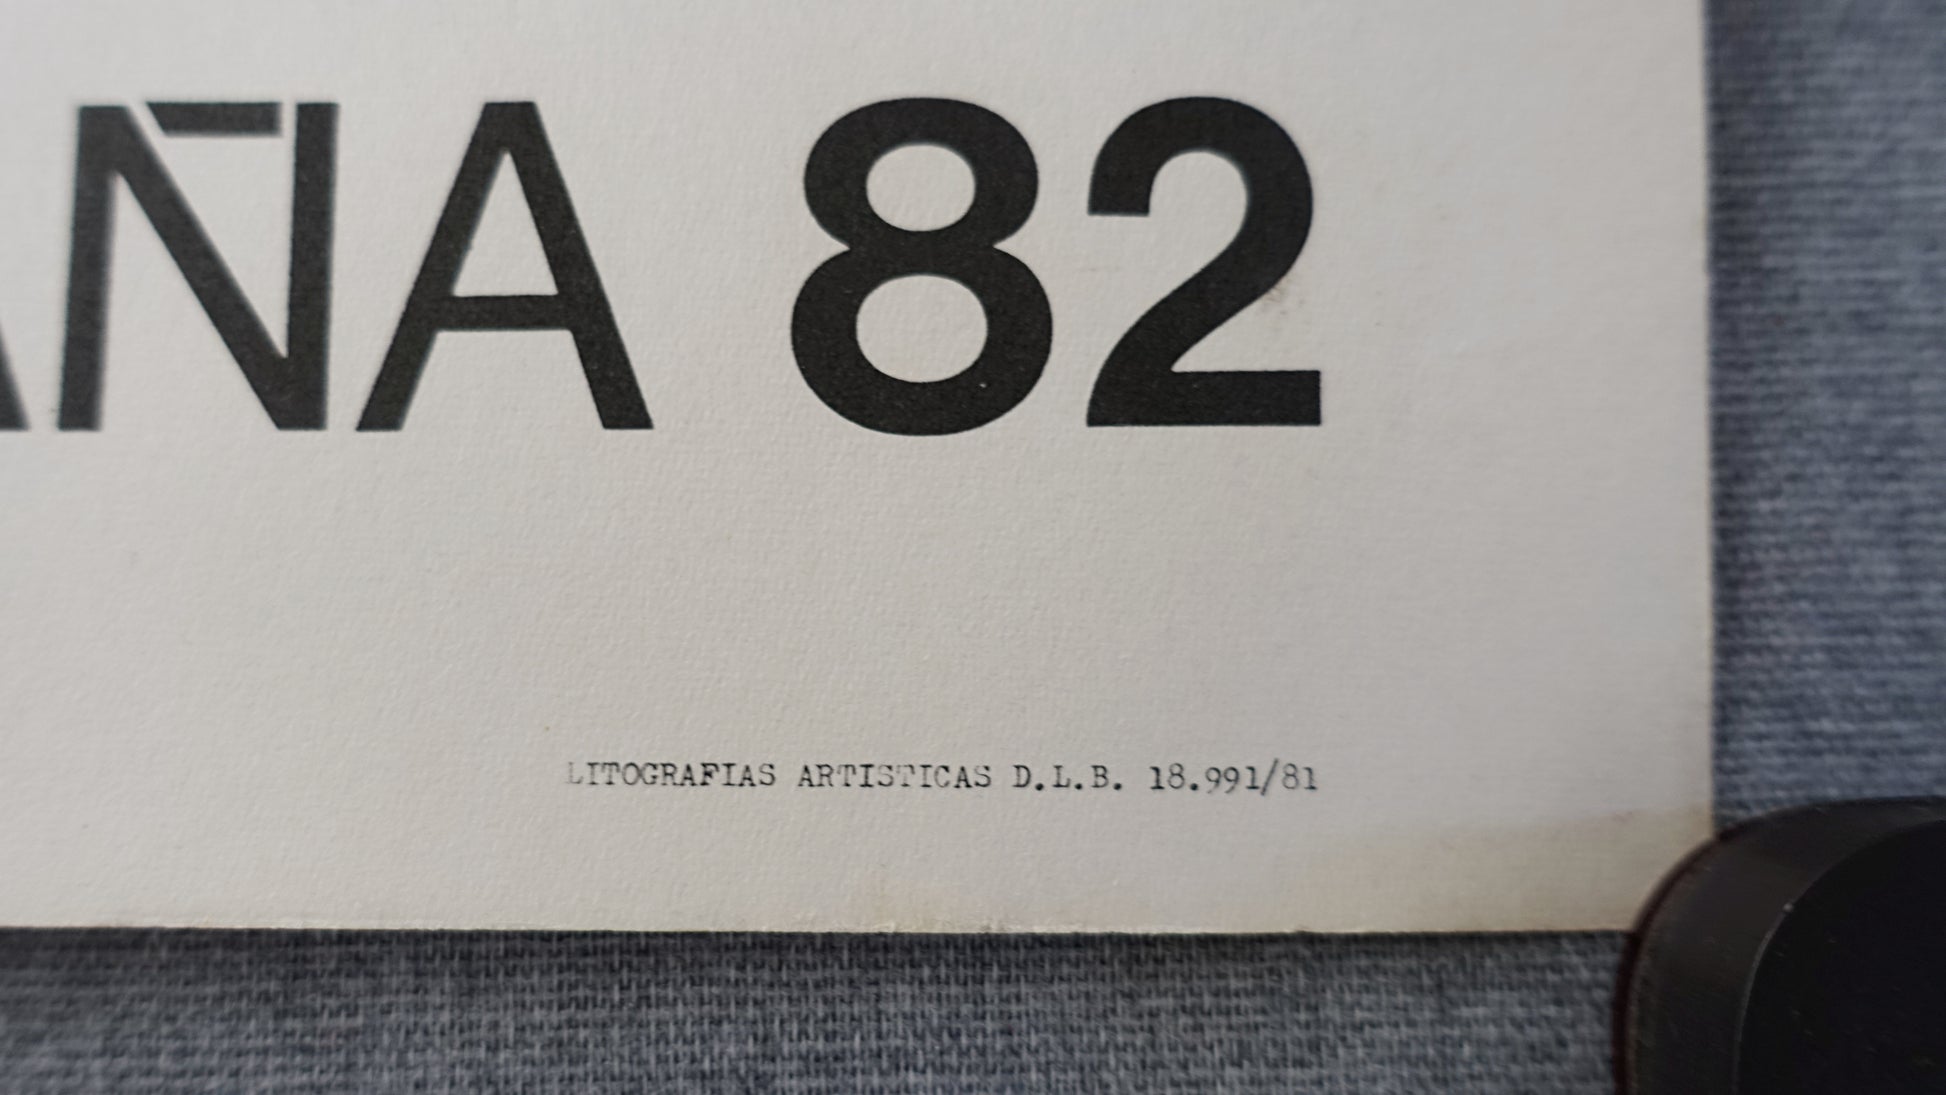 AÑA 82
LITOGRAFIAS ARTISTICAS D.L.B. 18.991/81